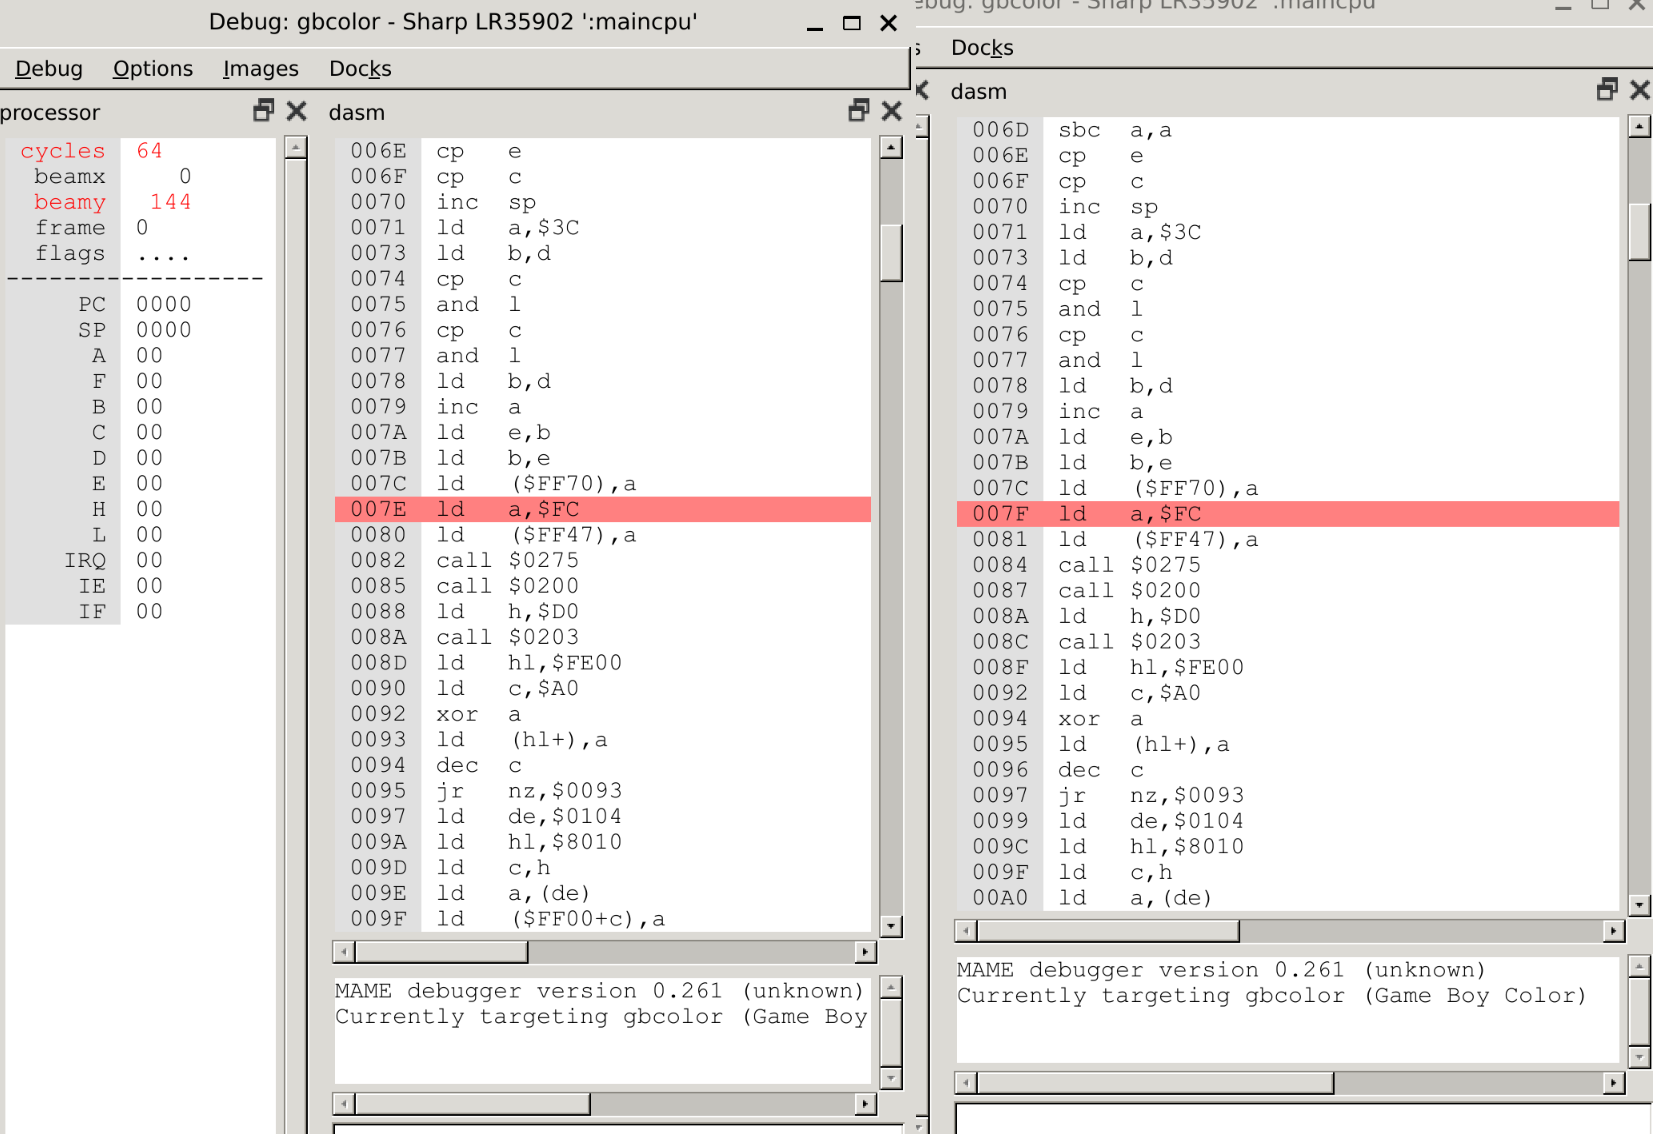 Debug: gbcolor - Sharp LR35902 ':maincpu'
Debug Options Images Docks
processor
cycles 64
beamx 0
beamy 144
frame 0
flags ....
------------------
PC 0000
SP 0000
A 00
F 00
B 00
C 00
D 00
E 00
H 00
L 00
IRQ 00
IE 00
IF 00
dasm
006E cp e
006F cp c
0070 inc sp
0071 ld a,$3C
0073 ld b,d
0074 cp c
0075 and l
0076 cp c
0077 and l
0078 ld b,d
0079 inc a
007A ld e,b
007B ld b,e
007C ld ($FF70),a
007E ld a,$FC
0080 ld ($FF47),a
0082 call $0275
0085 call $0200
0088 ld h,$D0
008A call $0203
008D ld hl,$FE00
0090 ld c,$A0
0092 xor a
0093 ld (hl+),a
0094 dec c
0095 jr nz,$0093
0097 ld de,$0104
009A ld hl,$8010
009D ld c,h
009E ld a,(de)
009F ld ($FF00+c),a
MAME debugger version 0.261 (unknown)
Currently targeting gbcolor (Game Boy
ebug: gbcolor - Sharp LR35902 ':maincpu'
s Docks
dasm
006D sbc a,a
006E cp e
006F cp c
0070 inc sp
0071 ld a,$3C
0073 ld b,d
0074 cp c
0075 and l
0076 cp c
0077 and l
0078 ld b,d
0079 inc a
007A ld e,b
007B ld b,e
007C ld ($FF70),a
007F ld a,$FC
0081 ld ($FF47),a
0084 call $0275
0087 call $0200
008A ld h,$D0
008C call $0203
008F ld hl,$FE00
0092 ld c,$A0
0094 xor a
0095 ld (hl+),a
0096 dec c
0097 jr nz,$0093
0099 ld de,$0104
009C ld hl,$8010
009F ld c,h
00A0 ld a,(de)
MAME debugger version 0.261 (unknown)
Currently targeting gbcolor (Game Boy Color)